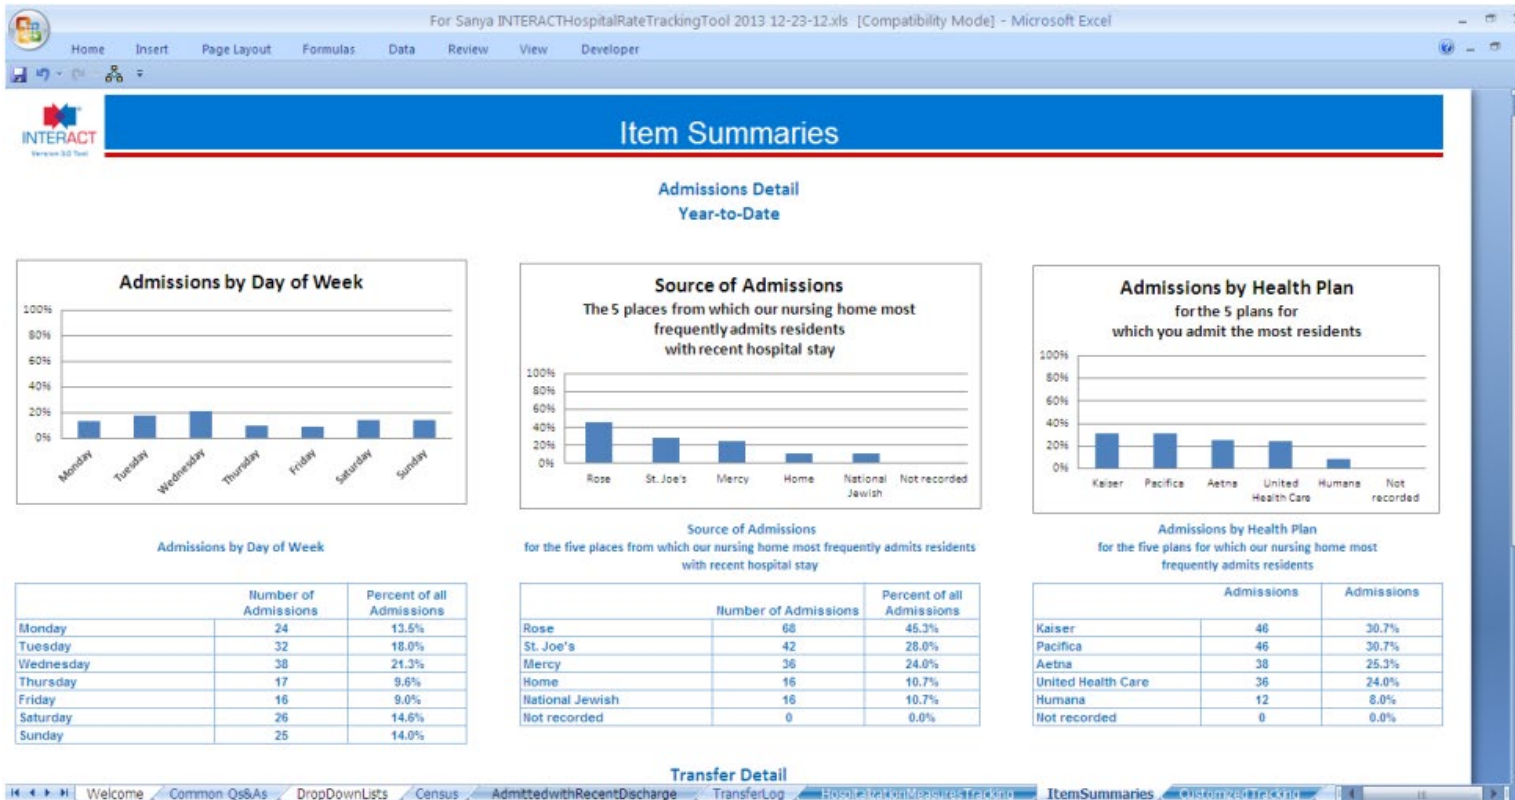 For Sanya INTERACTHospitalRateTrackingTool 2013 12-23-12.xls [Compatibility Mode] - Microsoft Excel
Home Insert Page Layout Formulas Data Review View Developer
INTERACT
Version 3.0 Tool
Item Summaries
Admissions Detail
Year-to-Date
Admissions by Day of Week
100%
80%
60%
40%
20%
0%
Monday Tuesday Wednesday Thursday Friday Saturday Sunday
Source of Admissions
The 5 places from which our nursing home most
frequently admits residents
with recent hospital stay
100%
80%
60%
40%
20%
0%
Rose St. Joe's Mercy Home National Not recorded
Jewish
Admissions by Health Plan
for the 5 plans for
which you admit the most residents
100%
80%
60%
40%
20%
0%
Kaiser Pacifica Aetna United Humana Not
Health Care recorded
Admissions by Day of Week
Number of Percent of all
Admissions Admissions
Monday 24 13.5%
Tuesday 32 18.0%
Wednesday 38 21.3%
Thursday 17 9.6%
Friday 16 9.0%
Saturday 26 14.6%
Sunday 25 14.0%
Source of Admissions
for the five places from which our nursing home most frequently admits residents
with recent hospital stay
Percent of all
Number of Admissions Admissions
Rose 68 45.3%
St. Joe's 42 28.0%
Mercy 36 24.0%
Home 16 10.7%
National Jewish 16 10.7%
Not recorded 0 0.0%
Admissions by Health Plan
for the five plans for which our nursing home most
frequently admits residents
Admissions Admissions
Kaiser 46 30.7%
Pacifica 46 30.7%
Aetna 38 25.3%
United Health Care 36 24.0%
Humana 12 8.0%
Not recorded 0 0.0%
Transfer Detail
Welcome Common Qs&As DropDownLists Census AdmittedwithRecentDischarge TransferLog HospitalizationMeasuresTracking ItemSummaries CustomizedTracking